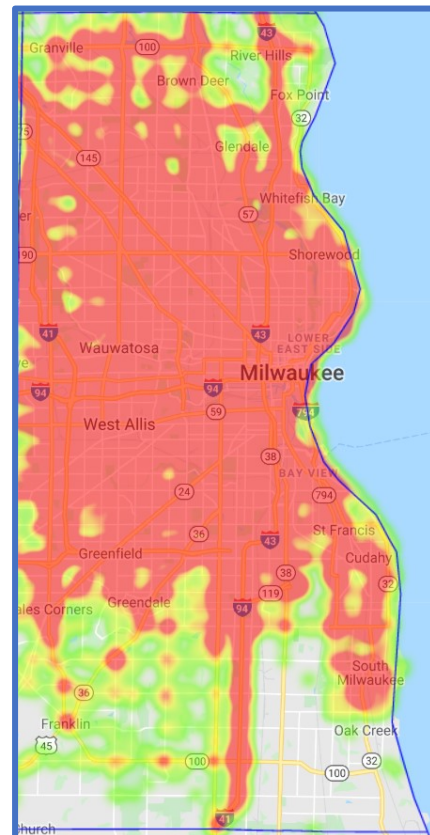 43
Granville
100
River Hills
Brown Deer
Fox Point
32
75
Glendale
145
Whitefish Bay
57
er
190
Shorewood
41
43
LOWER
EAST SIDE
Wauwatosa
Milwaukee
94
94
59
794
West Allis
38
BAY VIEW
24
794
36
St Francis
43
Greenfield
Cudahy
38
32
119
Greendale
94
ales Corners
South
Milwaukee
36
Franklin
Oak Creek
45
100
32
100
41
Church